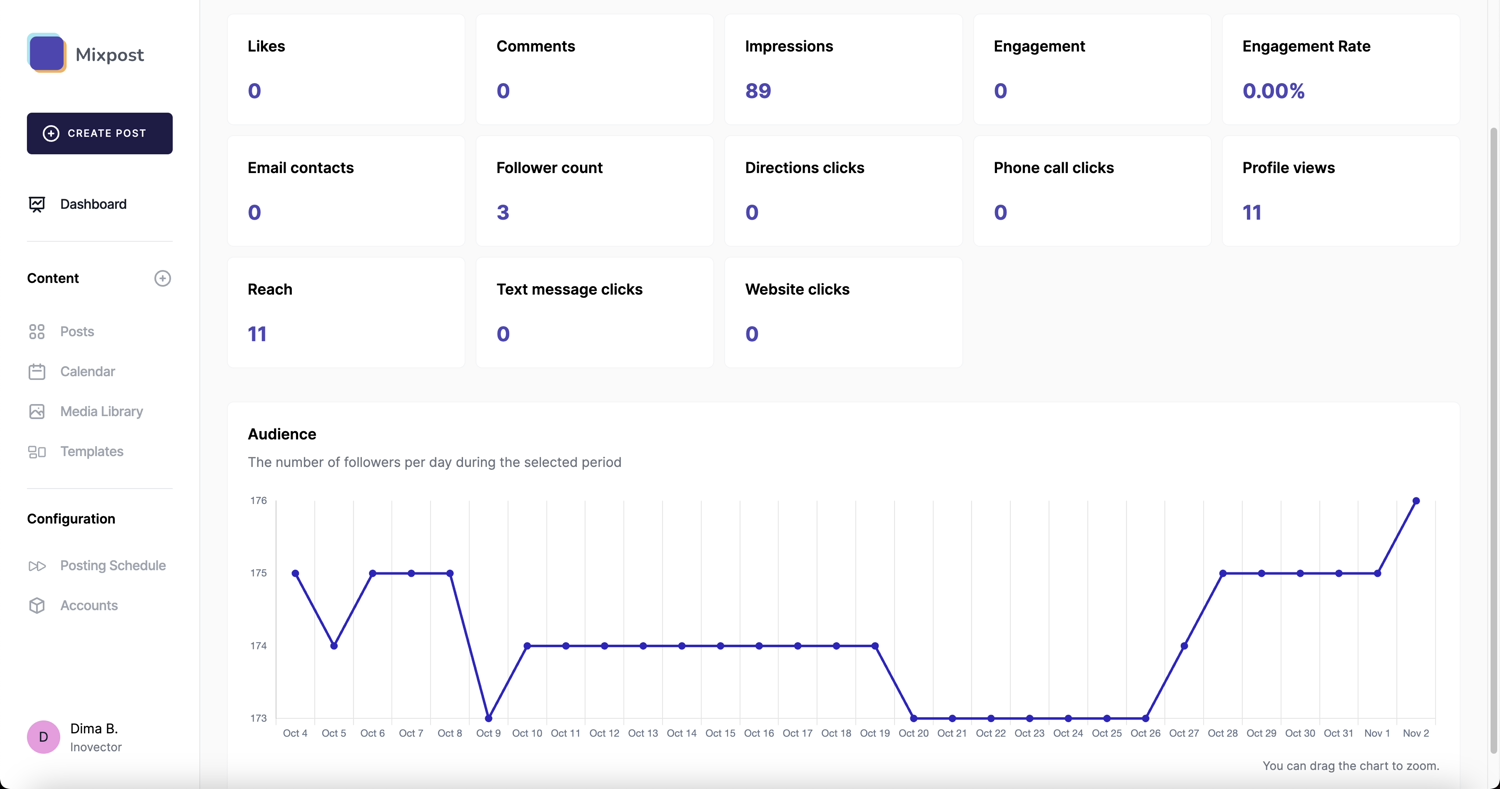 Mixpost
CREATE POST
Dashboard
Content
Posts
Calendar
Media Library
Templates
Configuration
Posting Schedule
Accounts
D
Dima B.
Inovector
Likes
0
Comments
0
Impressions
89
Engagement
0
Engagement Rate
0.00%
Email contacts
0
Follower count
3
Directions clicks
0
Phone call clicks
0
Profile views
11
Reach
11
Text message clicks
0
Website clicks
0
Audience
The number of followers per day during the selected period
176
175
174
173
Oct 4 Oct 5 Oct 6 Oct 7 Oct 8 Oct 9 Oct 10 Oct 11 Oct 12 Oct 13 Oct 14 Oct 15 Oct 16 Oct 17 Oct 18 Oct 19 Oct 20 Oct 21 Oct 22 Oct 23 Oct 24 Oct 25 Oct 26 Oct 27 Oct 28 Oct 29 Oct 30 Oct 31 Nov 1 Nov 2
You can drag the chart to zoom.